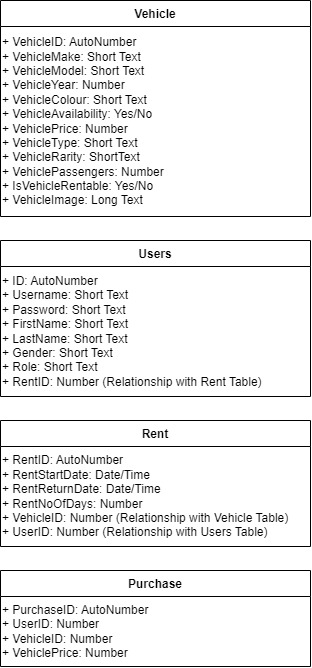 Vehicle
+ VehicleID: AutoNumber
+ VehicleMake: Short Text
+ VehicleModel: Short Text
+ VehicleYear: Number
+ VehicleColour: Short Text
+ VehicleAvailability: Yes/No
+ VehiclePrice: Number
+ VehicleType: Short Text
+ VehicleRarity: ShortText
+ VehiclePassengers: Number
+ IsVehicleRentable: Yes/No
+ VehicleImage: Long Text
Users
+ ID: AutoNumber
+ Username: Short Text
+ Password: Short Text
+ FirstName: Short Text
+ LastName: Short Text
+ Gender: Short Text
+ Role: Short Text
+ RentID: Number (Relationship with Rent Table)
Rent
+ RentID: AutoNumber
+ RentStartDate: Date/Time
+ RentReturnDate: Date/Time
+ RentNoOfDays: Number
+ VehicleID: Number (Relationship with Vehicle Table)
+ UserID: Number (Relationship with Users Table)
Purchase
+ PurchaseID: AutoNumber
+ UserID: Number
+ VehicleID: Number
+ VehiclePrice: Number